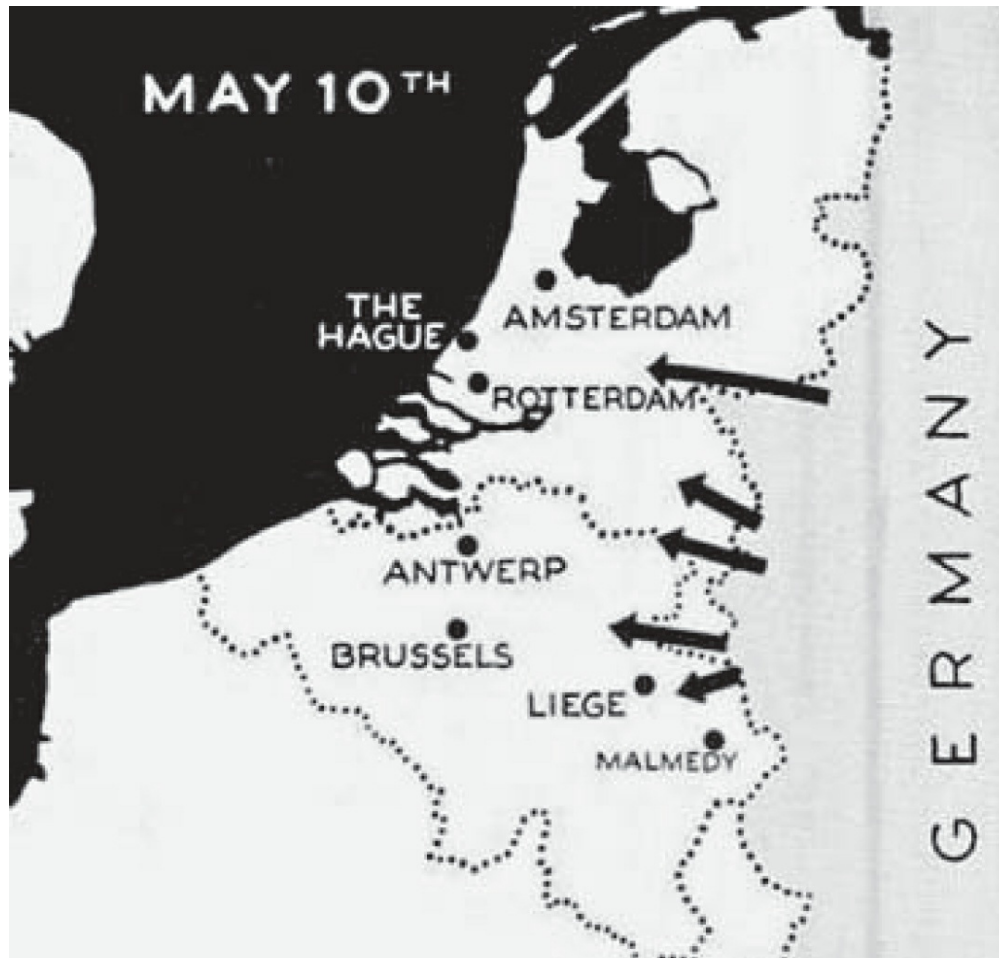 MAY 10TH
THE
HAGUE
AMSTERDAM
ROTTERDAM
ANTWERP
BRUSSELS
LIEGE
MALMEDY
GERMANY